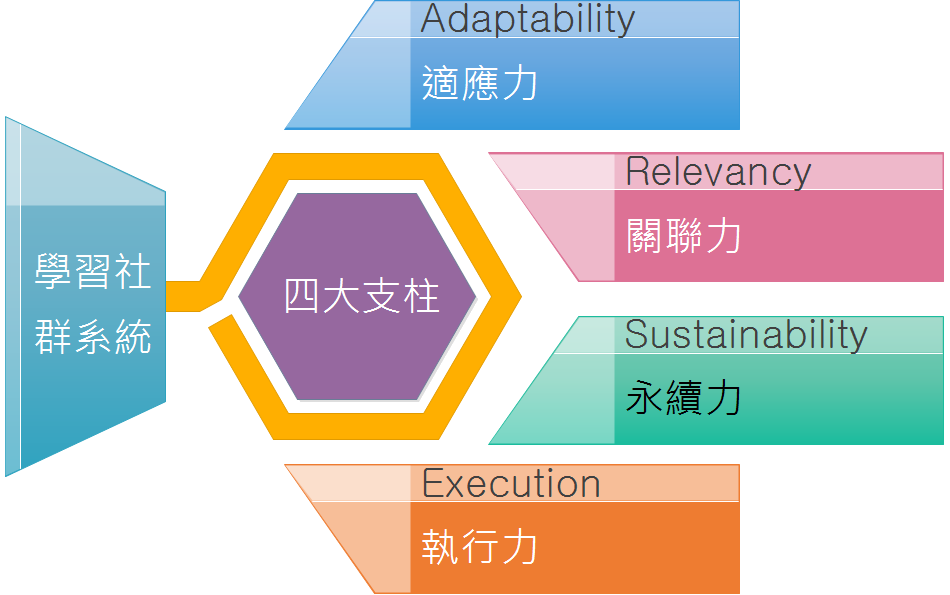 學習社
群系統
四大支柱
Adaptability
適應力
Relevancy
關聯力
Sustainability
永續力
Execution
執行力